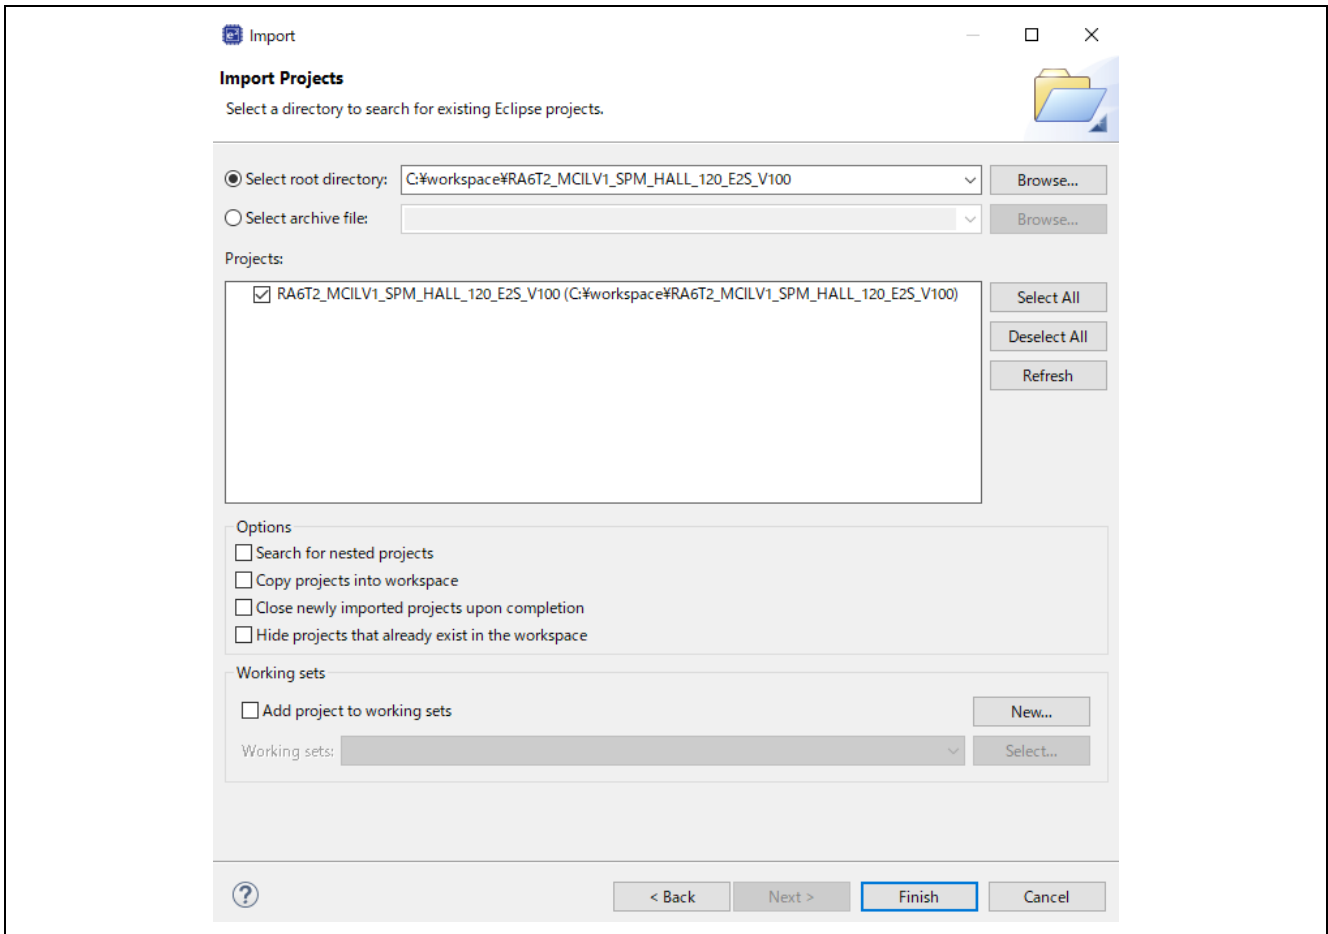 Import
Import Projects
Select a directory to search for existing Eclipse projects.
Select root directory: C:¥workspace¥RA6T2_MCILV1_SPM_HALL_120_E2S_V100 Browse...
Select archive file: Browse...
Projects:
RA6T2_MCILV1_SPM_HALL_120_E2S_V100 (C:¥workspace¥RA6T2_MCILV1_SPM_HALL_120_E2S_V100)
Select All
Deselect All
Refresh
Options
Search for nested projects
Copy projects into workspace
Close newly imported projects upon completion
Hide projects that already exist in the workspace
Working sets
Add project to working sets New...
Working sets: Select...
? < Back Next > Finish Cancel